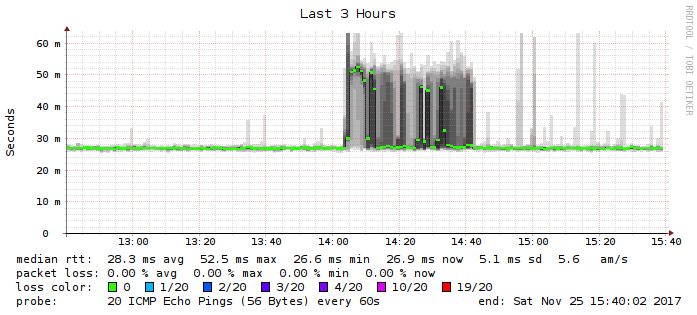 Last 3 Hours
RRDTOOL / TOBI OETIKER
Seconds
60 m
50 m
40 m
30 m
20 m
10 m
0
13:00 13:20 13:40 14:00 14:20 14:40 15:00 15:20 15:40
median rtt: 28.3 ms avg 52.5 ms max 26.6 ms min 26.9 ms now 5.1 ms sd 5.6 am/s
packet loss: 0.00 % avg 0.00 % max 0.00 % min 0.00 % now
loss color: 0 1/20 2/20 3/20 4/20 10/20 19/20
probe: 20 ICMP Echo Pings (56 Bytes) every 60s end: Sat Nov 25 15:40:02 2017